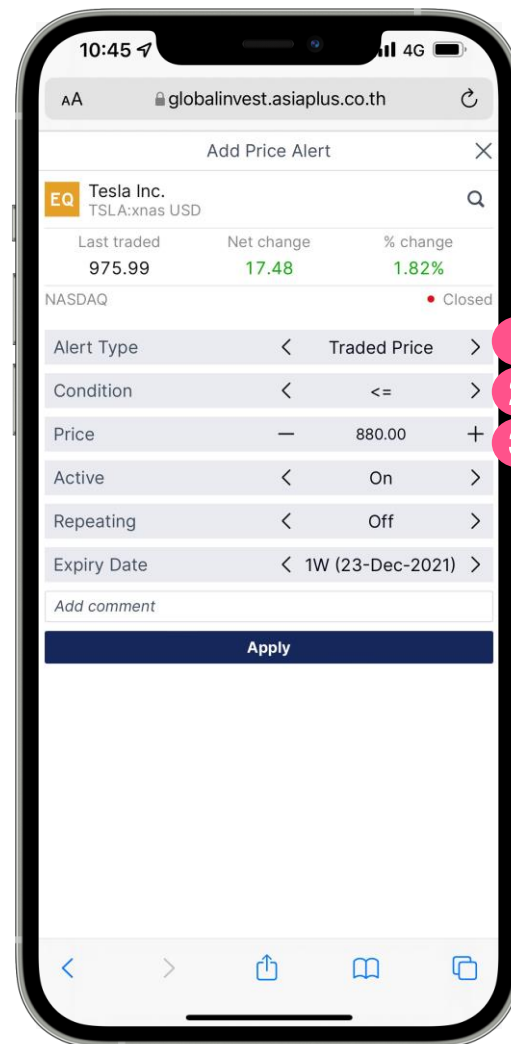 10:45 4G
AA globalinvest.asiaplus.co.th
Add Price Alert
EQ Tesla Inc.
TSLA:xnas USD
Last traded Net change % change
975.99 17.48 1.82%
NASDAQ Closed
Alert Type < Traded Price >
Condition < <= >
Price — 880.00 +
Active < On >
Repeating < Off >
Expiry Date < 1W (23-Dec-2021) >
Add comment
Apply